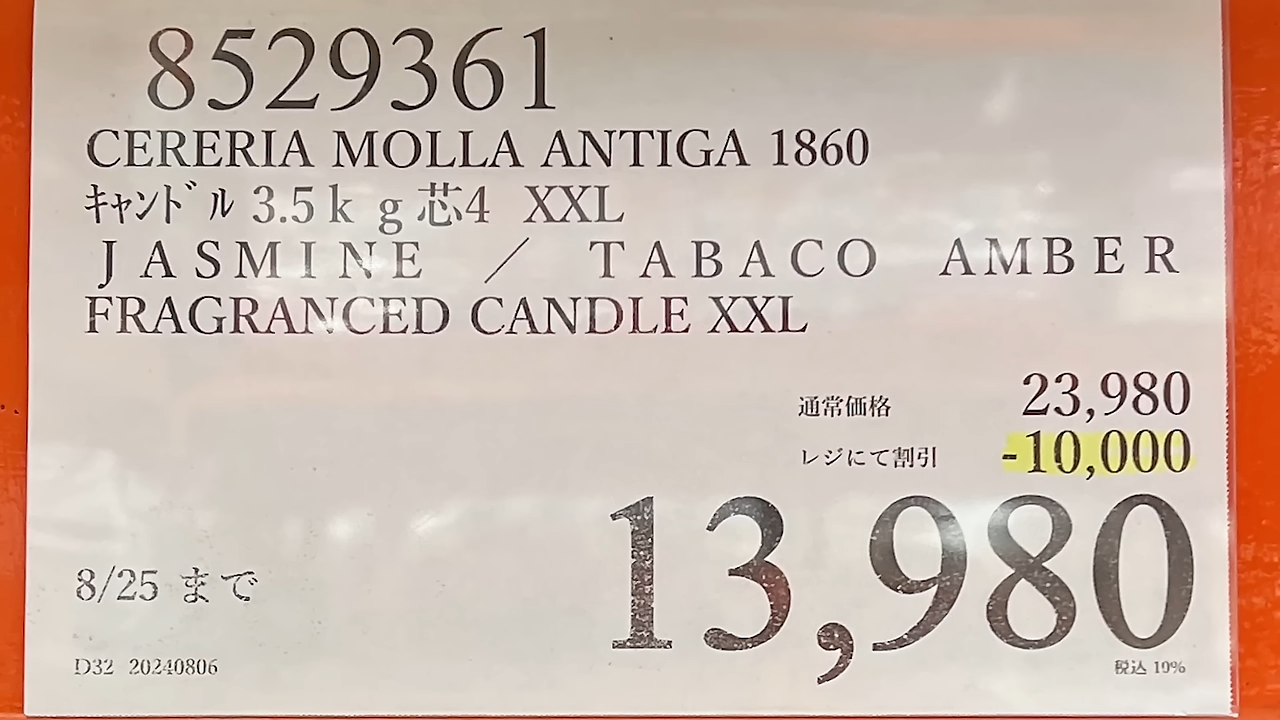 8529361
CERERIA MOLLA ANTIGA 1860
ｷｬﾝﾄﾞﾙ 3.5ｋｇ芯4 XXL
ＪＡＳＭＩＮＥ ／ ＴＡＢＡＣＯ ＡＭＢＥＲ
FRAGRANCED CANDLE XXL
通常価格 23,980
レジにて割引 -10,000
13,980
8/25 まで
D32 20240806
税込 10%